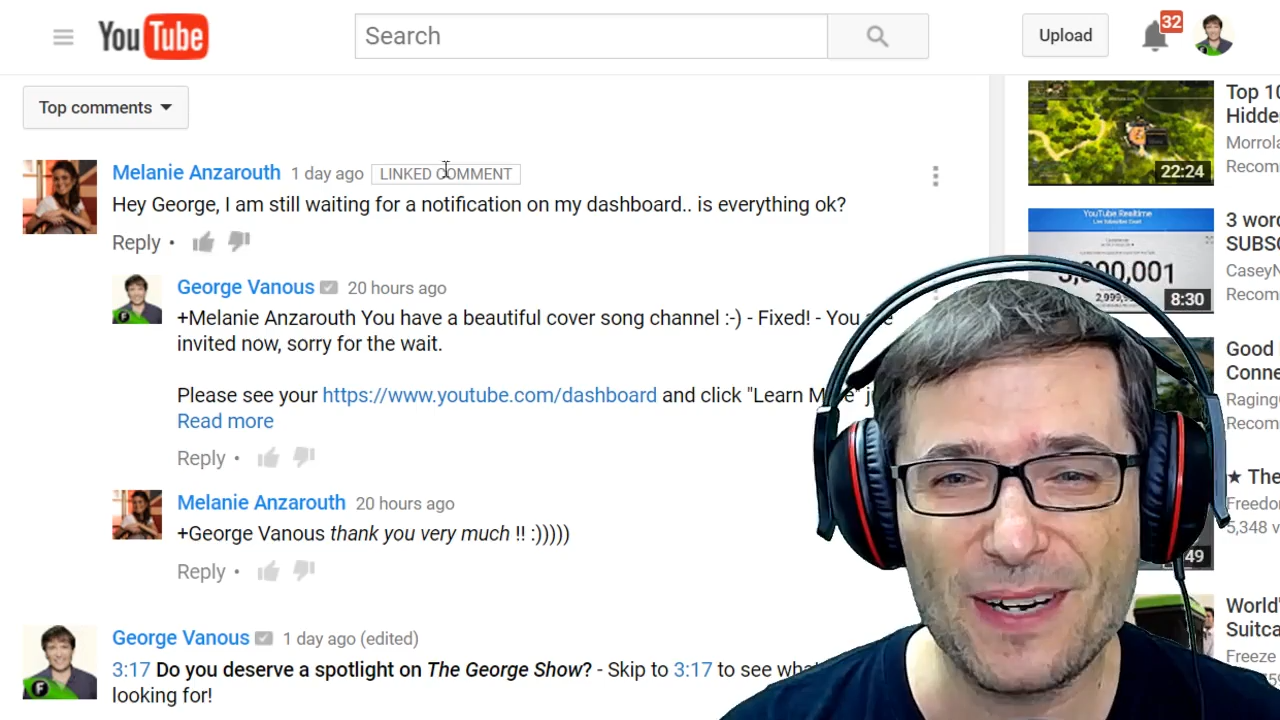 YouTube
Search
Upload
32
Top comments
Melanie Anzarouth 1 day ago LINKED COMMENT
Hey George, I am still waiting for a notification on my dashboard.. is everything ok?
Reply •
George Vanous 20 hours ago
+Melanie Anzarouth You have a beautiful cover song channel :-) - Fixed! - You
invited now, sorry for the wait.
Please see your https://www.youtube.com/dashboard and click "Learn
Read more
Reply •
Melanie Anzarouth 20 hours ago
+George Vanous thank you very much !! :)))))
Reply •
George Vanous 1 day ago (edited)
3:17 Do you deserve a spotlight on The George Show? - Skip to 3:17 to see
looking for!
22:24
Top 10
Hidde
Morrola
Recom
YouTube Realtime
8:30
3 wor
SUBSC
CaseyN
Recom
Good
Conne
Raging
Recom
49
★ The
Freedo
5,348 v
World'
Suitca
Freeze